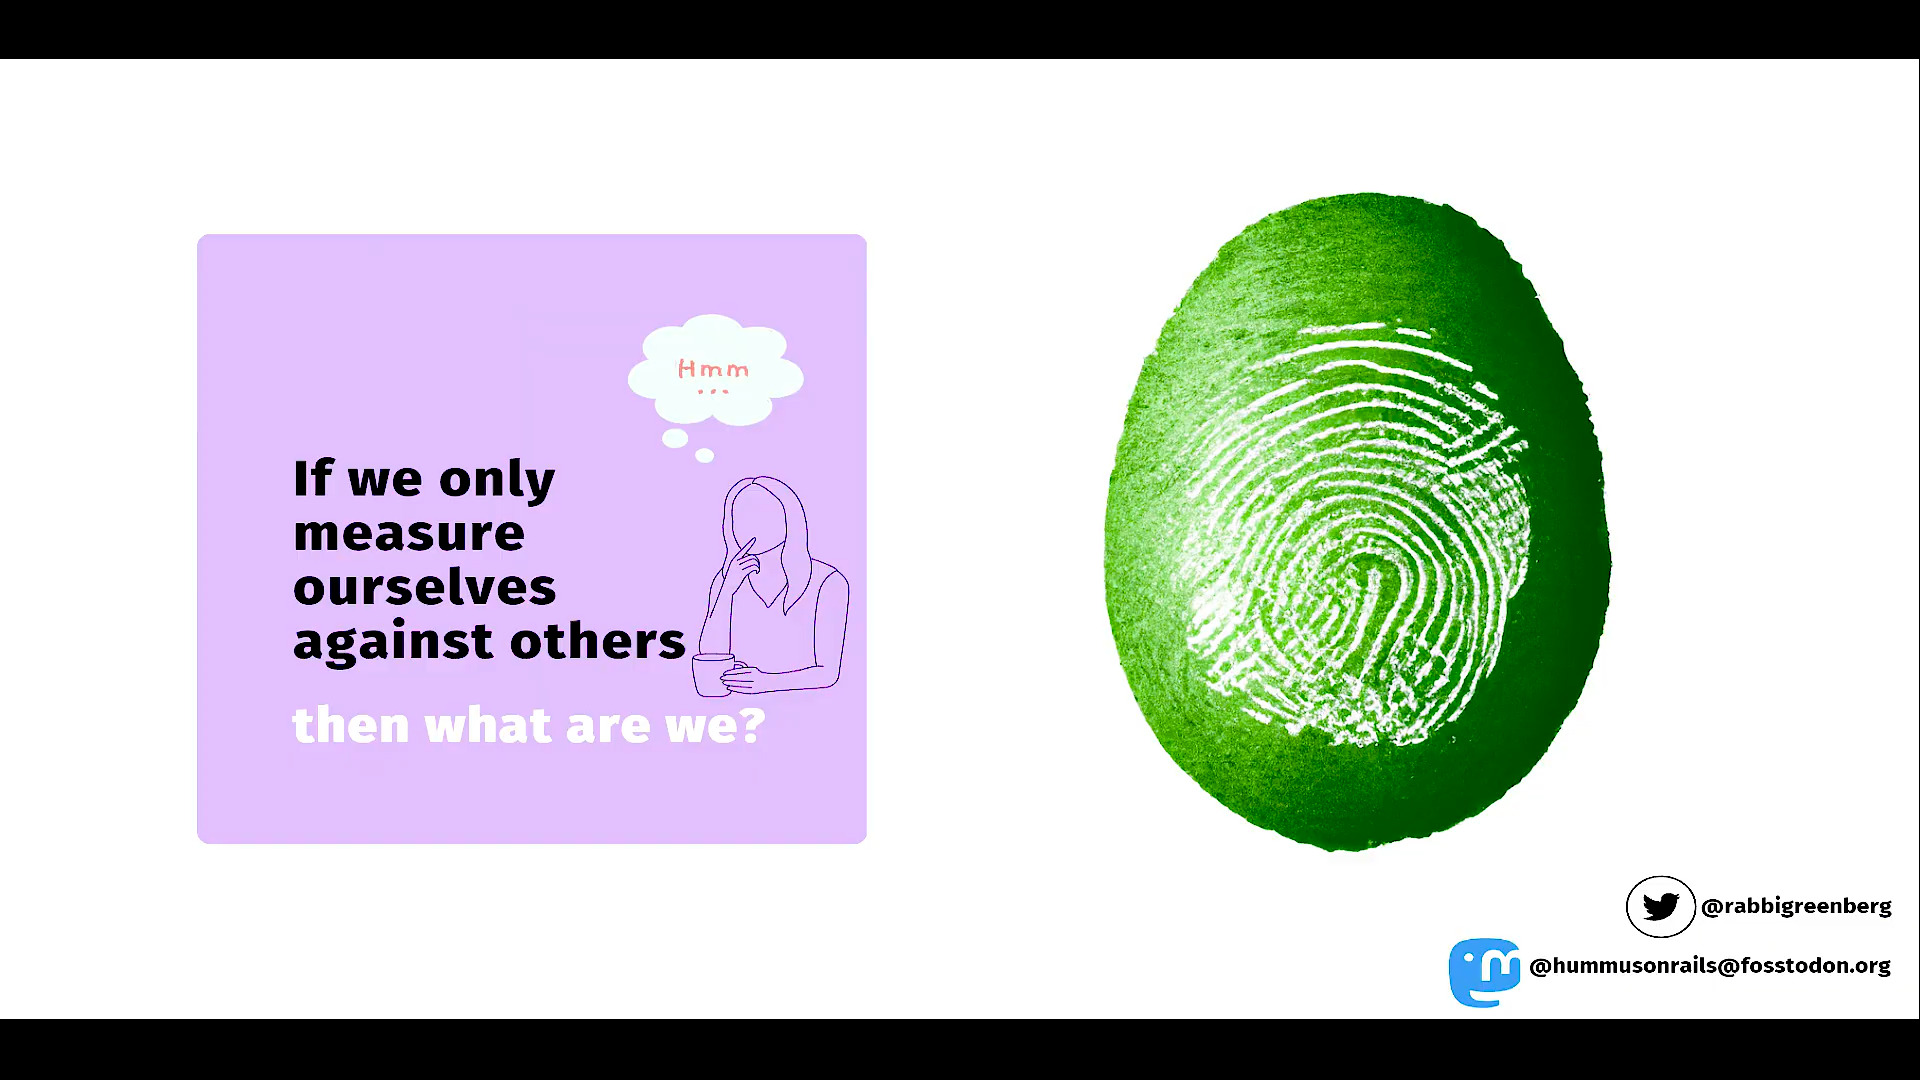 Hmm
...
If we only
measure
ourselves
against others
then what are we?
@rabbigreenberg
@hummusonrails@fosstodon.org